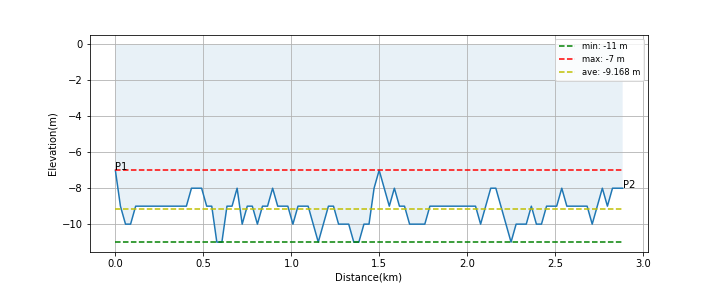 min: -11 m
max: -7 m
ave: -9.168 m
0
−2
−4
−6
−8
−10
Elevation(m)
P1
P2
0.0 0.5 1.0 1.5 2.0 2.5 3.0
Distance(km)